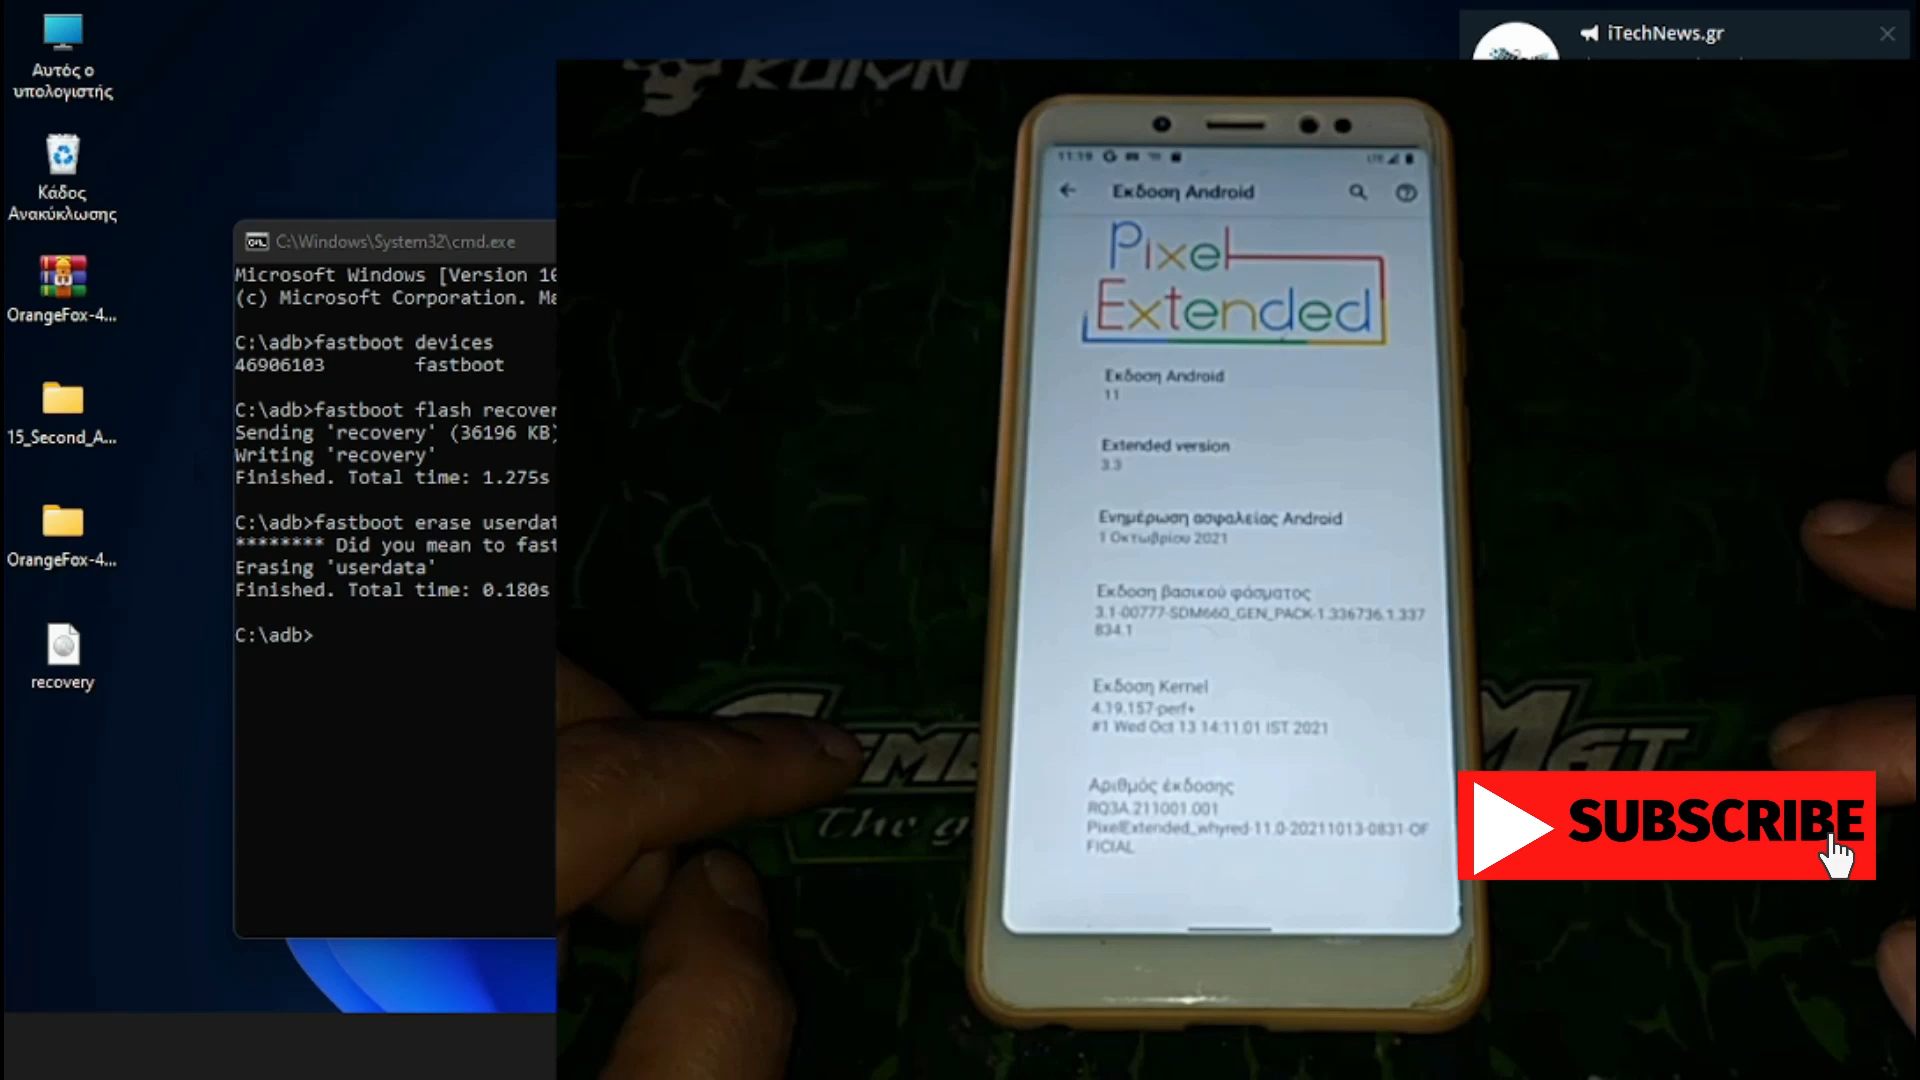 Αυτός ο
υπολογιστής
Κάδος
Ανακύκλωσης
OrangeFox-4...
15_Second_A...
OrangeFox-4...
recovery
C:\Windows\System32\cmd.exe
Microsoft Windows [Version 10
(c) Microsoft Corporation. Με
C:\adb>fastboot devices
46906103 fastboot
C:\adb>fastboot flash recover
Sending 'recovery' (36196 KB)
Writing 'recovery'
Finished. Total time: 1.275s
C:\adb>fastboot erase userdat
******** Did you mean to fast
Erasing 'userdata'
Finished. Total time: 0.180s
C:\adb>
iTechNews.gr
11:19
LTE
Έκδοση Android
Pixel
Extended
Έκδοση Android
11
Extended version
3.3
Ενημέρωση ασφαλείας Android
1 Οκτωβρίου 2021
Έκδοση βασικού φάσματος
3.1-00777-SDM660_GEN_PACK-1.336736.1.337
834.1
Έκδοση Kernel
4.19.157-perf+
#1 Wed Oct 13 14:11:01 IST 2021
Αριθμός έκδοσης
RQ3A.211001.001
PixelExtended_whyred-11.0-20211013-0831-OF
FICIAL
The
SUBSCRIBE